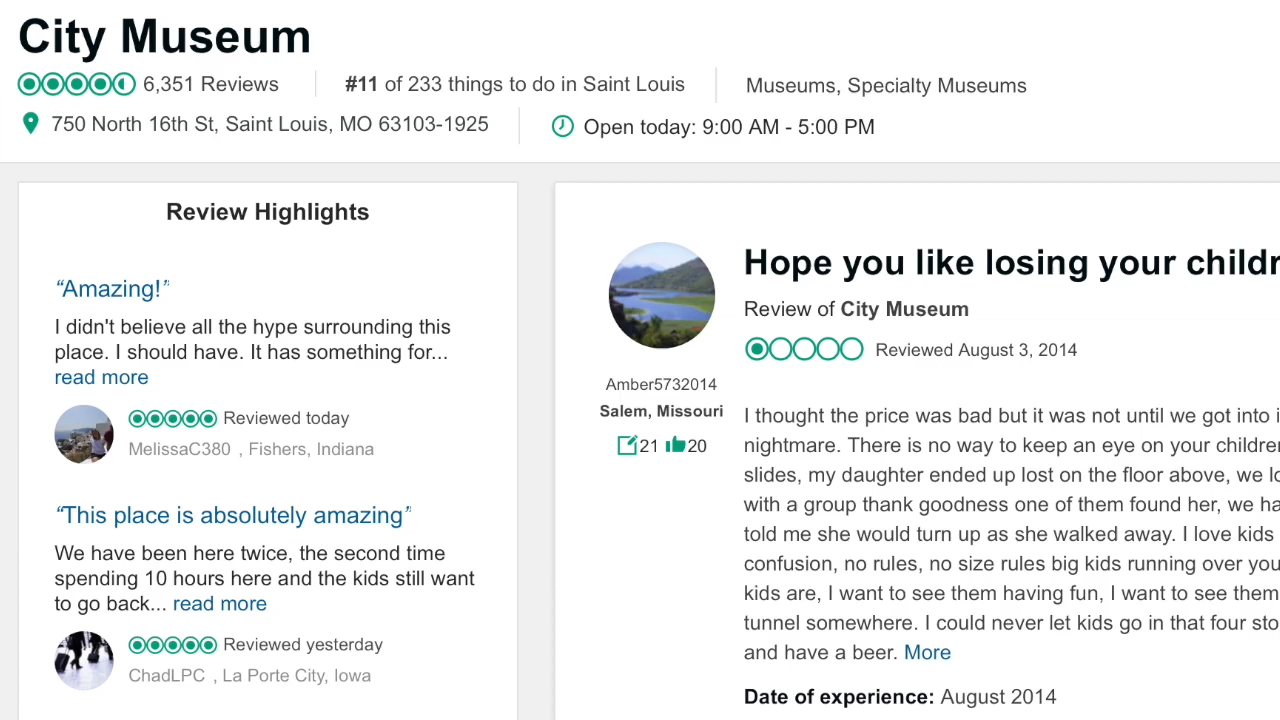 City Museum
6,351 Reviews
#11 of 233 things to do in Saint Louis
Museums, Specialty Museums
750 North 16th St, Saint Louis, MO 63103-1925
Open today: 9:00 AM - 5:00 PM
Review Highlights
“Amazing!”
I didn't believe all the hype surrounding this
place. I should have. It has something for...
read more
Reviewed today
MelissaC380 , Fishers, Indiana
“This place is absolutely amazing”
We have been here twice, the second time
spending 10 hours here and the kids still want
to go back... read more
Reviewed yesterday
ChadLPC , La Porte City, Iowa
Hope you like losing your childr
Review of City Museum
Reviewed August 3, 2014
Amber5732014
Salem, Missouri
21 20
I thought the price was bad but it was not until we got into i
nightmare. There is no way to keep an eye on your children
slides, my daughter ended up lost on the floor above, we lo
with a group thank goodness one of them found her, we ha
told me she would turn up as she walked away. I love kids
confusion, no rules, no size rules big kids running over you
kids are, I want to see them having fun, I want to see them
tunnel somewhere. I could never let kids go in that four sto
and have a beer. More
Date of experience: August 2014